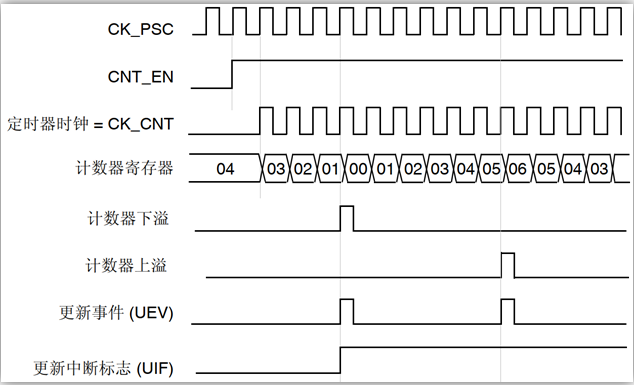 CK_PSC
CNT_EN
定时器时钟 = CK_CNT
计数器寄存器 04 03 02 01 00 01 02 03 04 05 06 05 04 03
计数器下溢
计数器上溢
更新事件 (UEV)
更新中断标志 (UIF)